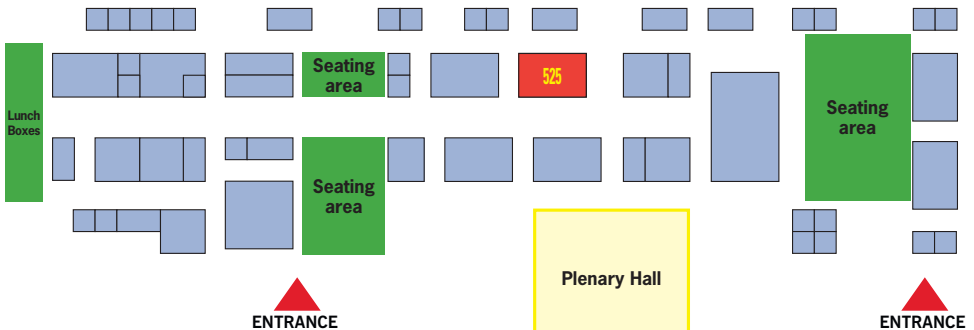 Seating
area
525
Lunch
Boxes
Seating
area
Seating
area
Plenary Hall
ENTRANCE
ENTRANCE